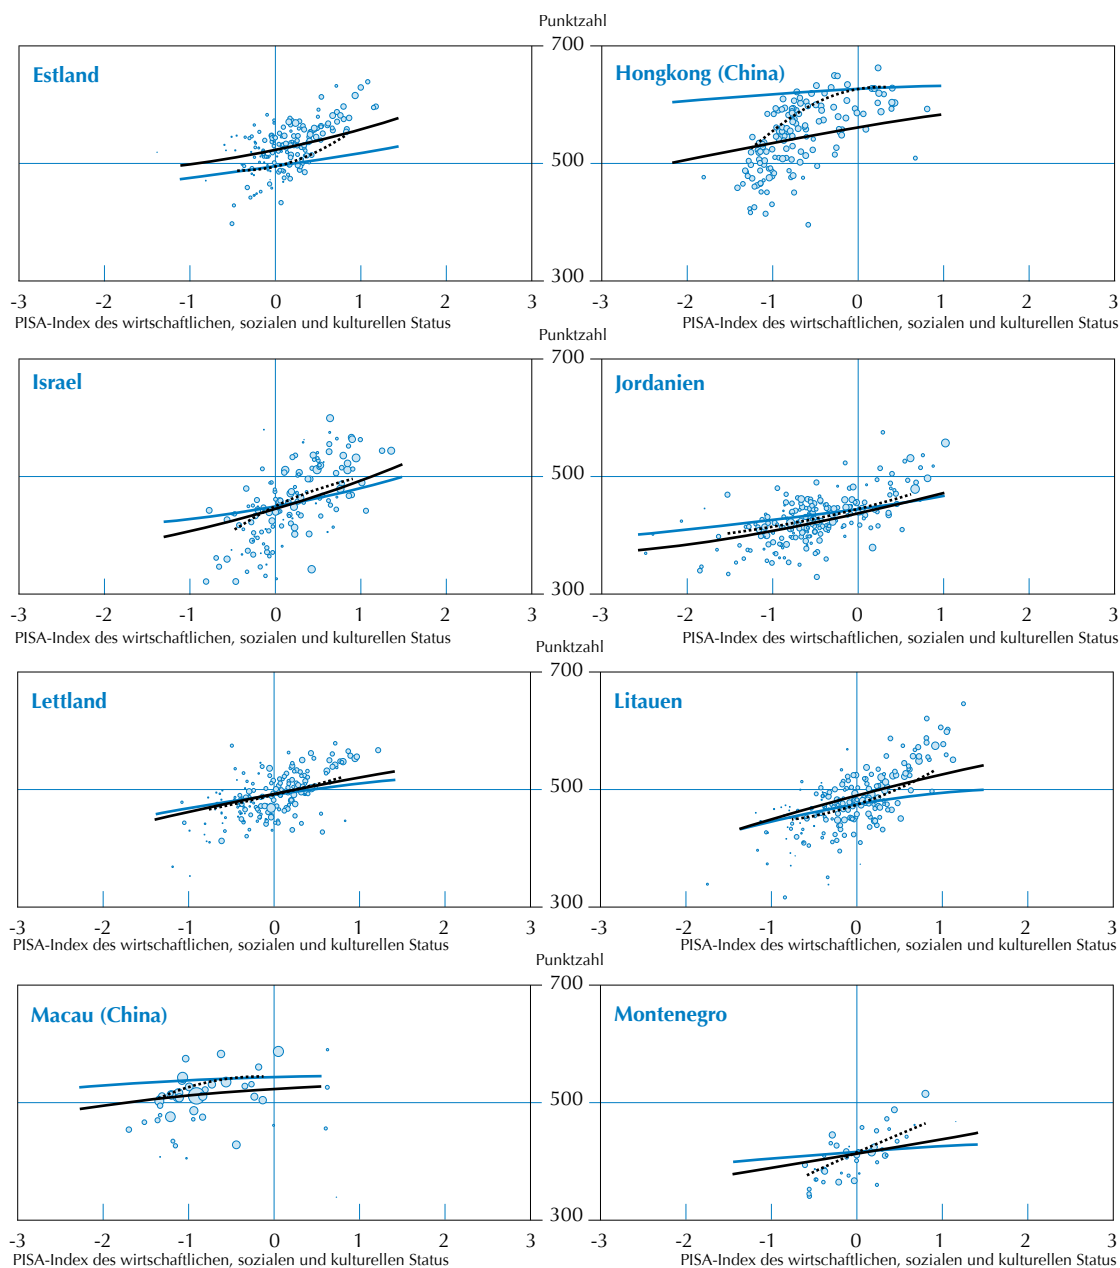 Punktzahl
700
Estland
Hongkong (China)
500
300
-3 -2 -1 0 1 2 3 -3 -2 -1 0 1 2 3
PISA-Index des wirtschaftlichen, sozialen und kulturellen Status PISA-Index des wirtschaftlichen, sozialen und kulturellen Status
Punktzahl
700
Israel
Jordanien
500
300
-3 -2 -1 0 1 2 3 -3 -2 -1 0 1 2 3
PISA-Index des wirtschaftlichen, sozialen und kulturellen Status PISA-Index des wirtschaftlichen, sozialen und kulturellen Status
Punktzahl
700
Lettland
Litauen
500
300
-3 -2 -1 0 1 2 3 -3 -2 -1 0 1 2 3
PISA-Index des wirtschaftlichen, sozialen und kulturellen Status PISA-Index des wirtschaftlichen, sozialen und kulturellen Status
Punktzahl
700
Macau (China)
Montenegro
500
300
-3 -2 -1 0 1 2 3 -3 -2 -1 0 1 2 3
PISA-Index des wirtschaftlichen, sozialen und kulturellen Status PISA-Index des wirtschaftlichen, sozialen und kulturellen Status